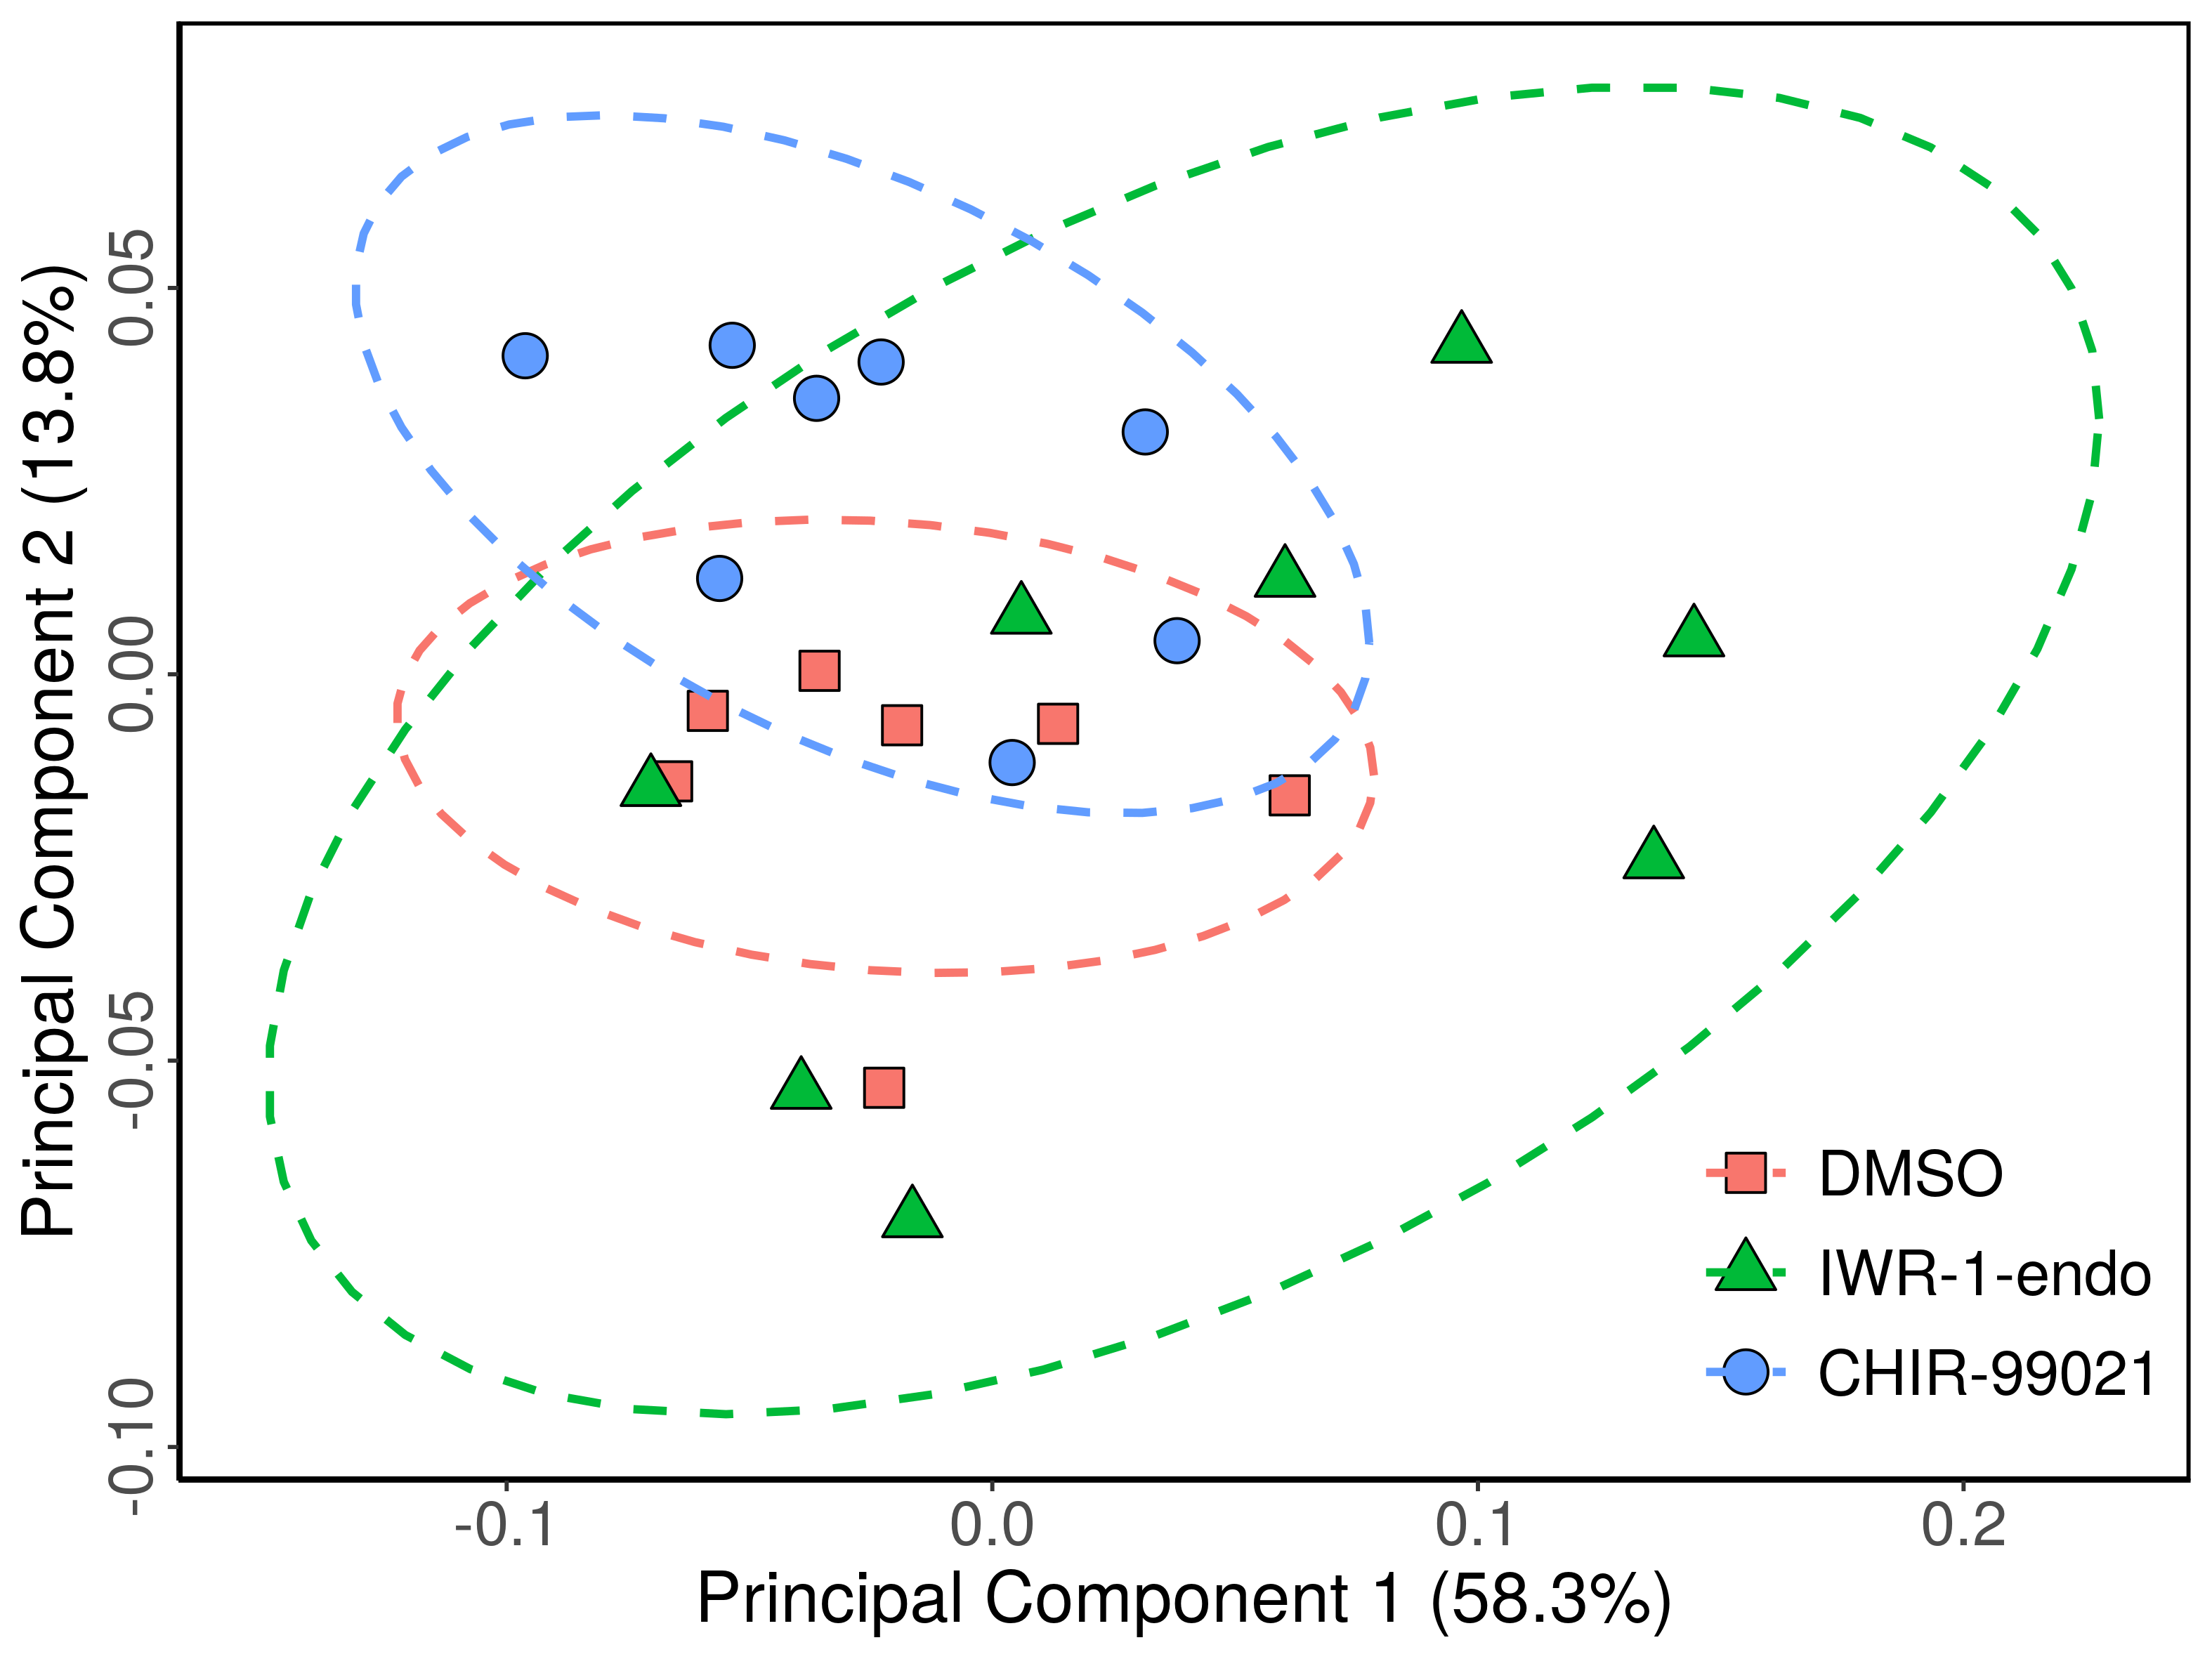 Principal Component 2 (13.8%)
0.05
0.00
-0.05
-0.10
DMSO
IWR-1-endo
CHIR-99021
-0.1 0.0 0.1 0.2
Principal Component 1 (58.3%)